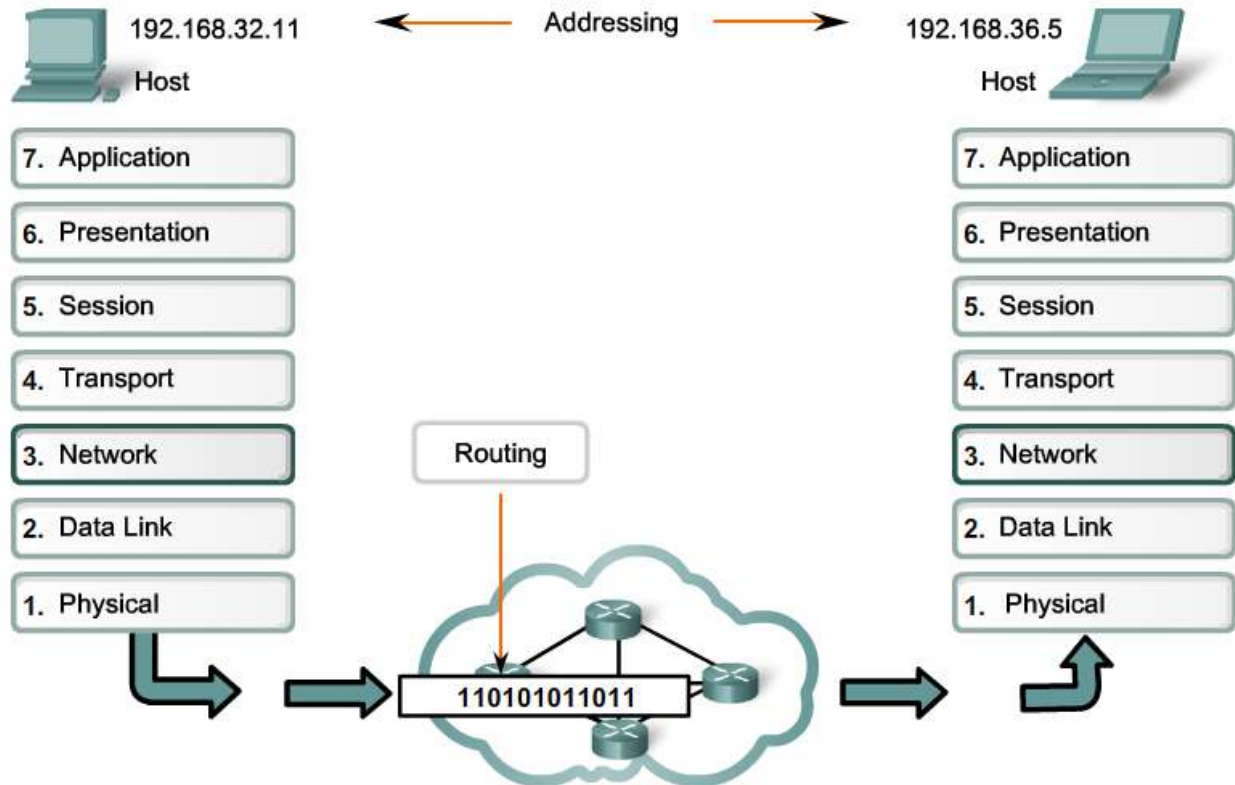 192.168.32.11
Addressing
192.168.36.5
Host
Host
7. Application
6. Presentation
5. Session
4. Transport
3. Network
2. Data Link
1. Physical
Routing
110101011011
7. Application
6. Presentation
5. Session
4. Transport
3. Network
2. Data Link
1. Physical